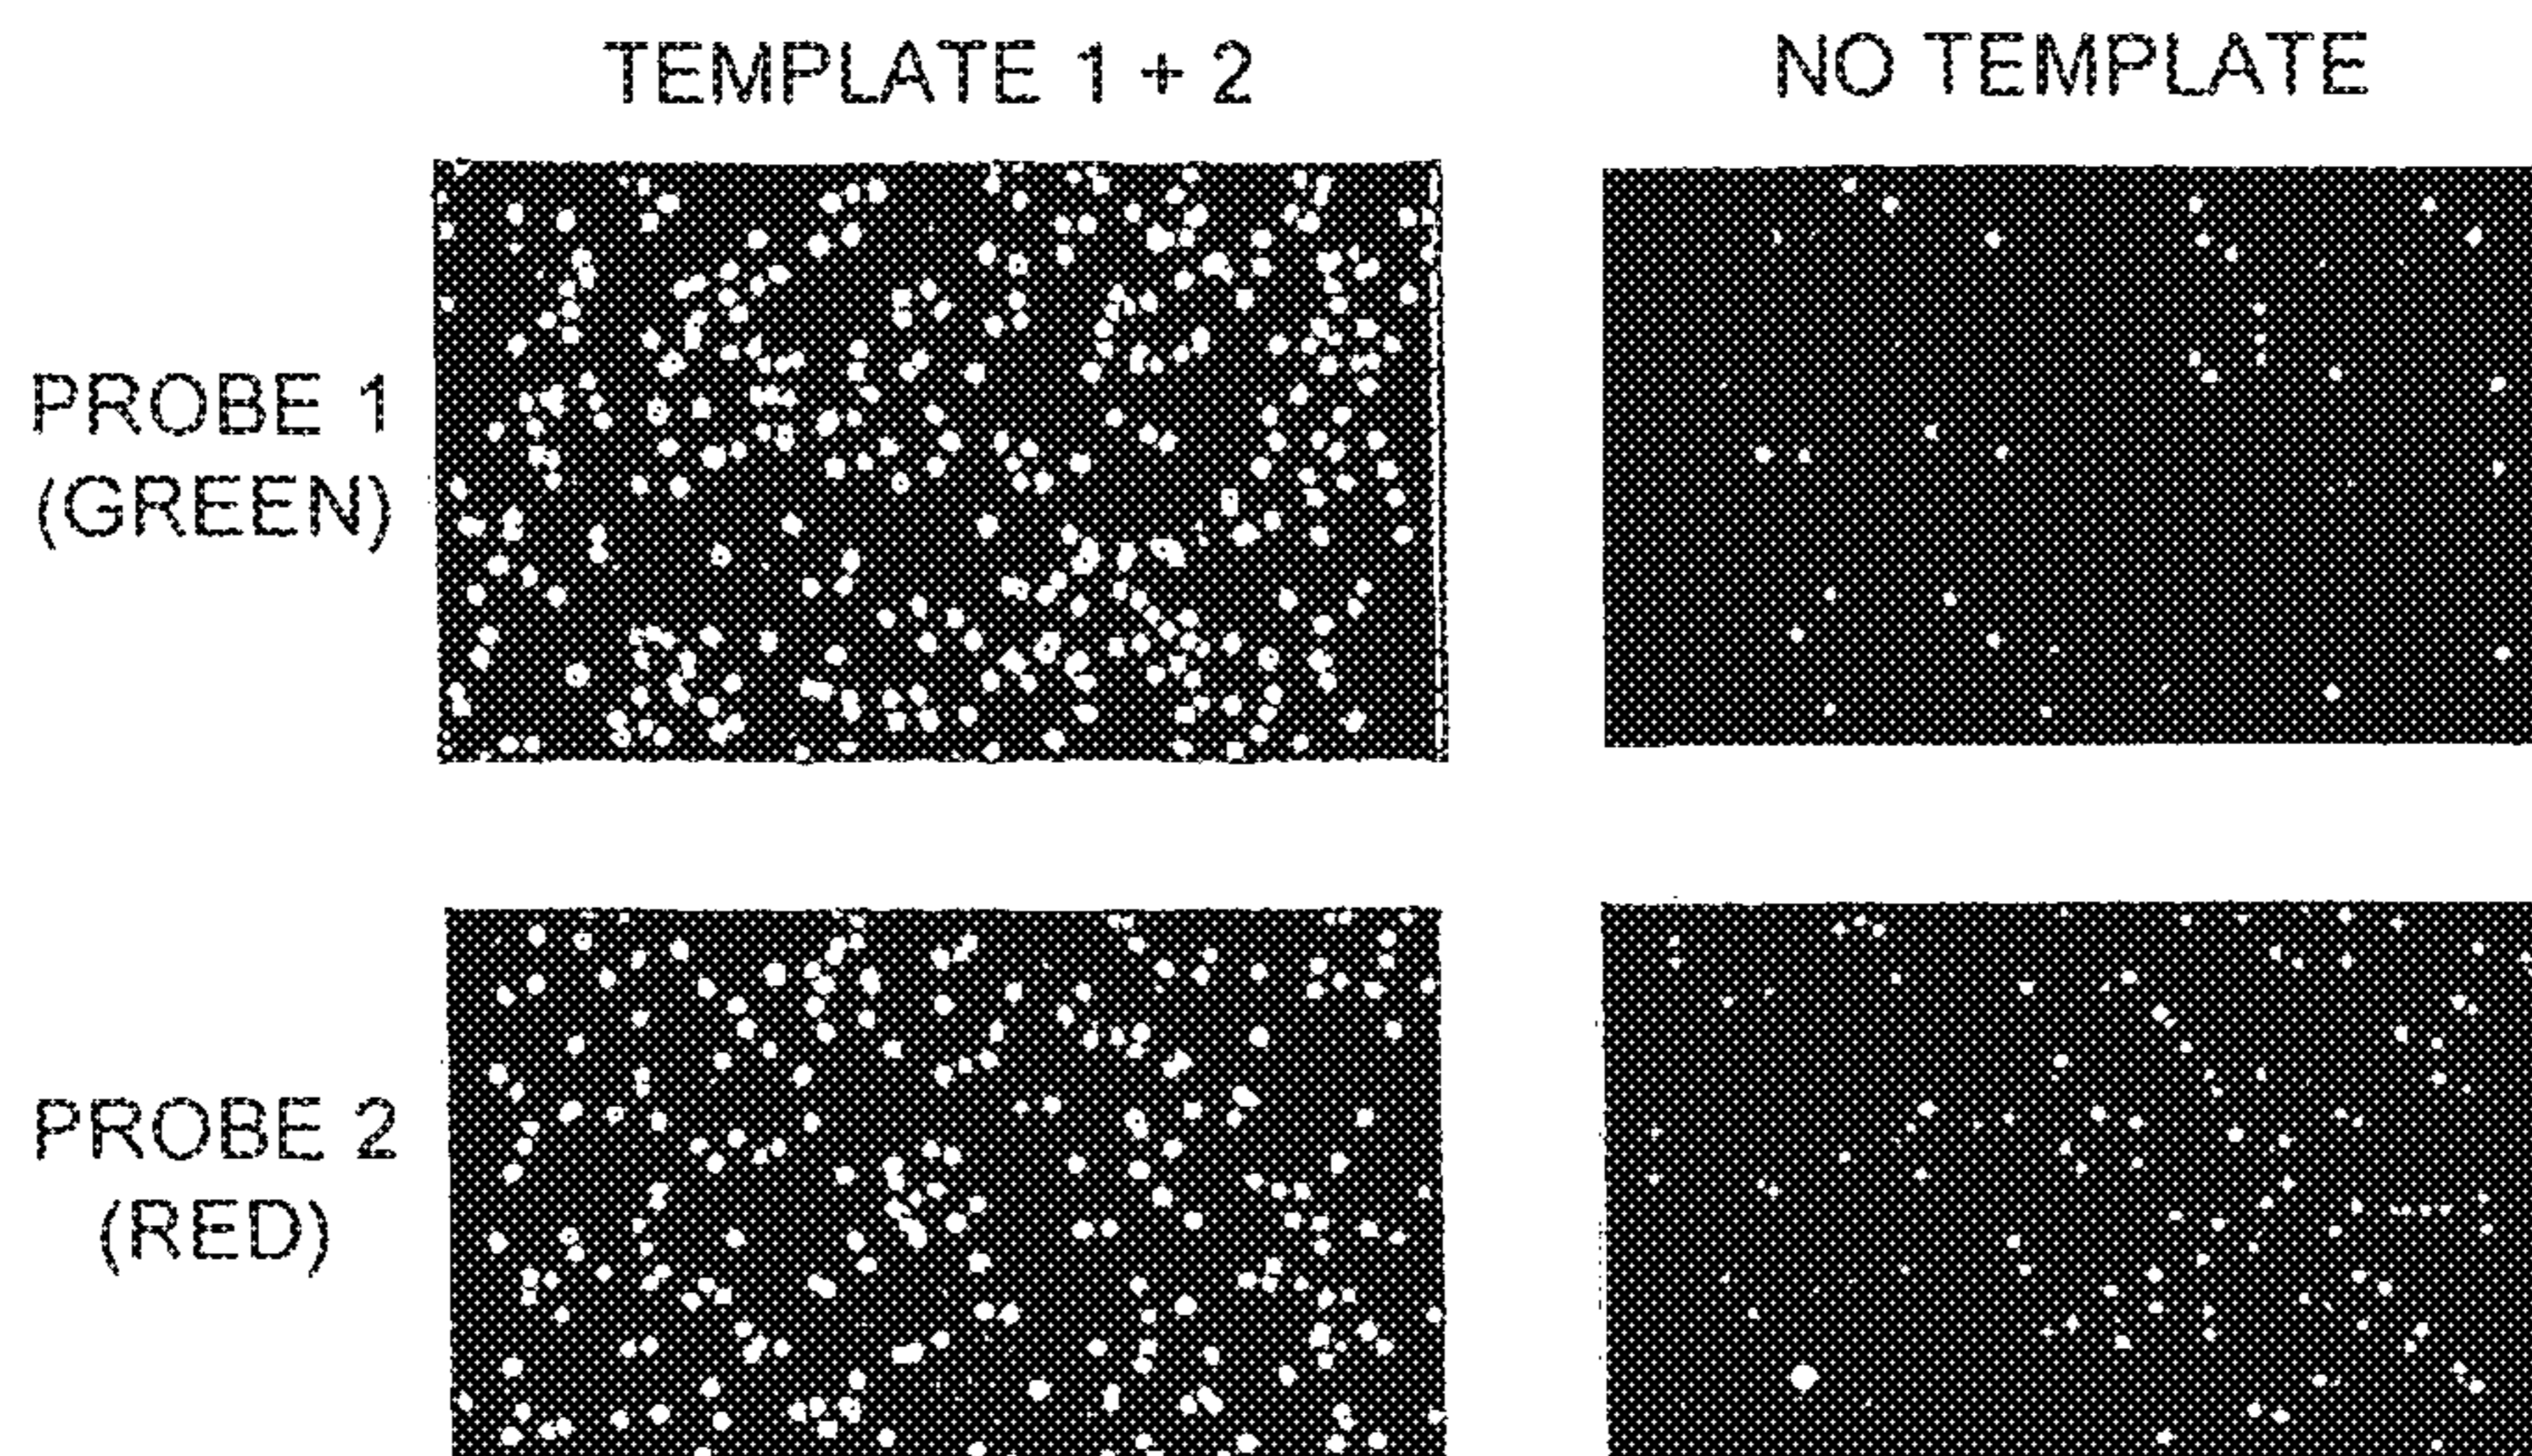 TEMPLATE 1 + 2
NO TEMPLATE
PROBE 1
(GREEN)
PROBE 2
(RED)